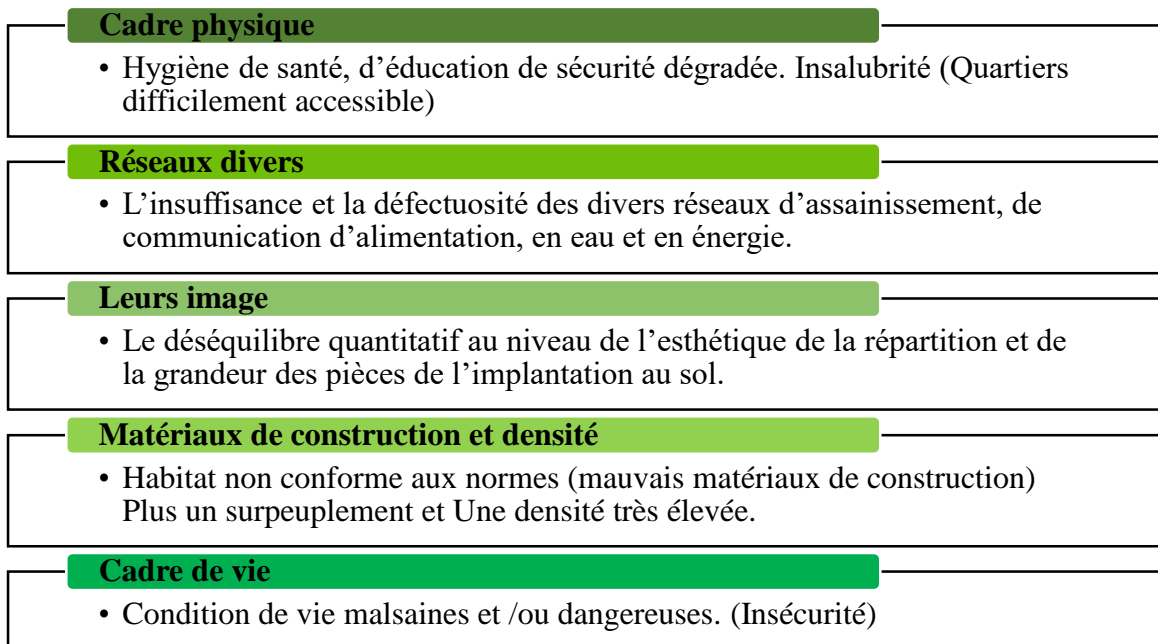 Cadre physique
• Hygiène de santé, d’éducation de sécurité dégradée. Insalubrité (Quartiers
difficilement accessible)
Réseaux divers
• L’insuffisance et la défectuosité des divers réseaux d’assainissement, de
communication d’alimentation, en eau et en énergie.
Leurs image
• Le déséquilibre quantitatif au niveau de l’esthétique de la répartition et de
la grandeur des pièces de l’implantation au sol.
Matériaux de construction et densité
• Habitat non conforme aux normes (mauvais matériaux de construction)
Plus un surpeuplement et Une densité très élevée.
Cadre de vie
• Condition de vie malsaines et /ou dangereuses. (Insécurité)